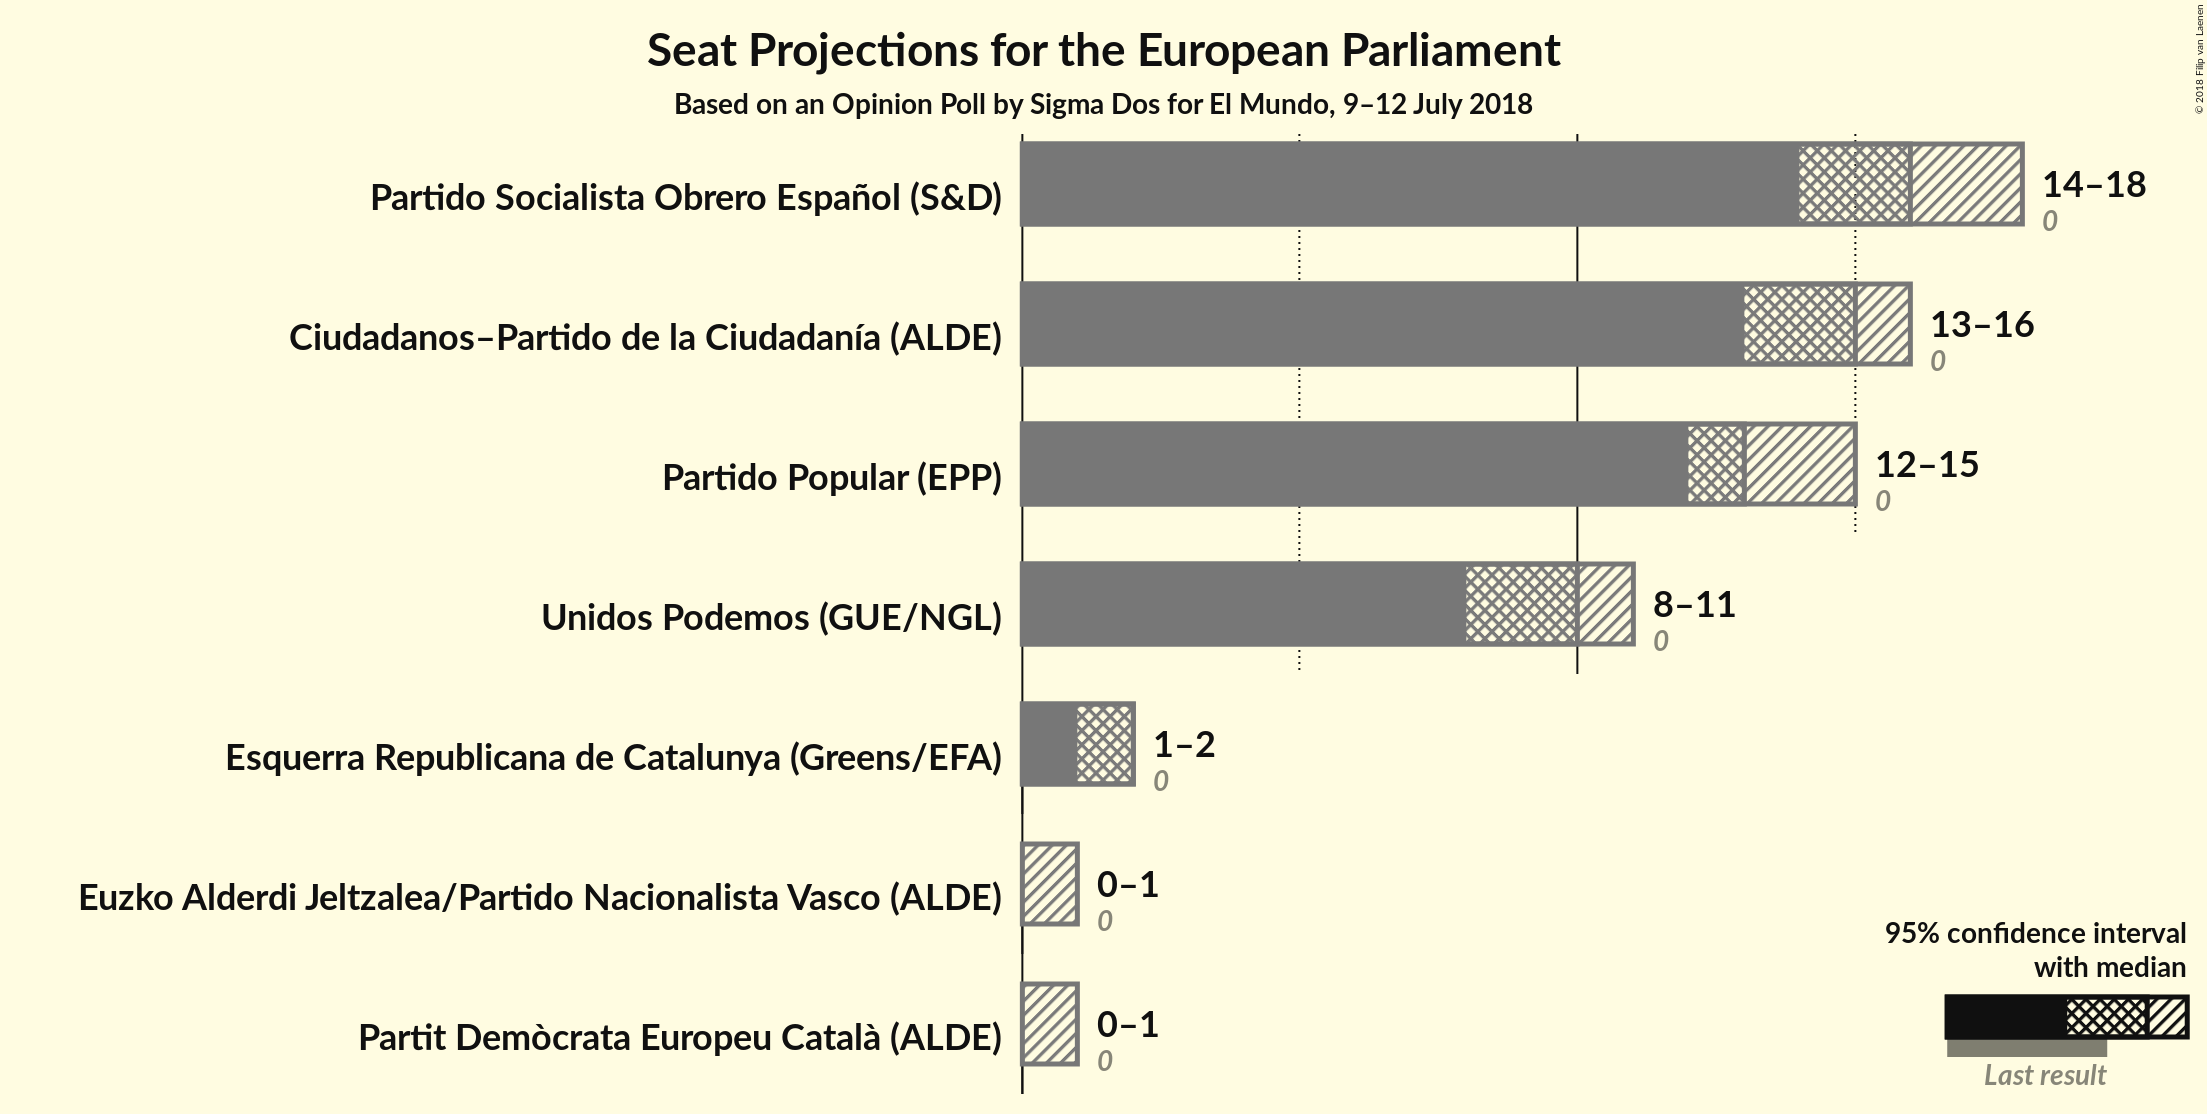 Seat Projections for the European Parliament
Based on an Opinion Poll by Sigma Dos for El Mundo, 9–12 July 2018
© 2018 Filip van Laenen
Partido Socialista Obrero Español (S&D)
14–18
0
Ciudadanos–Partido de la Ciudadanía (ALDE)
13–16
0
Partido Popular (EPP)
12–15
0
Unidos Podemos (GUE/NGL)
8–11
0
Esquerra Republicana de Catalunya (Greens/EFA)
1–2
0
Euzko Alderdi Jeltzalea/Partido Nacionalista Vasco (ALDE)
0–1
0
Partit Demòcrata Europeu Català (ALDE)
0–1
0
95% confidence interval
with median
Last result